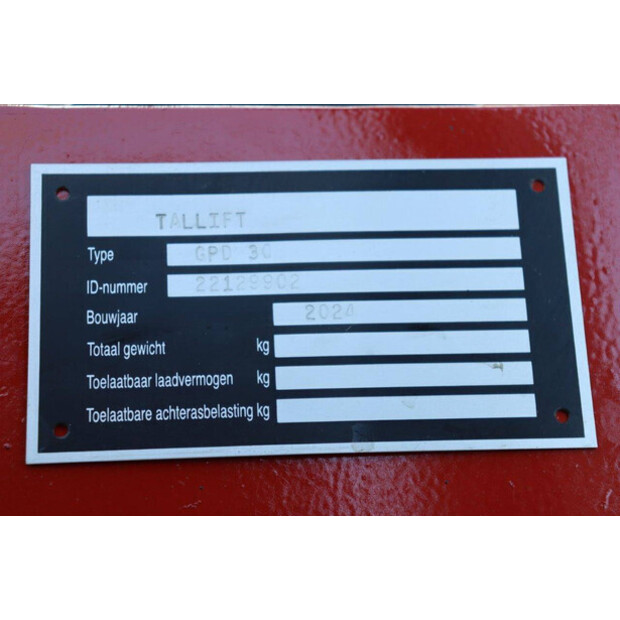 TALLIFT
Type GPD 30
ID-nummer 22129902
Bouwjaar 2024
Totaal gewicht kg
Toelaatbaar laadvermogen kg
Toelaatbare achterasbelasting kg